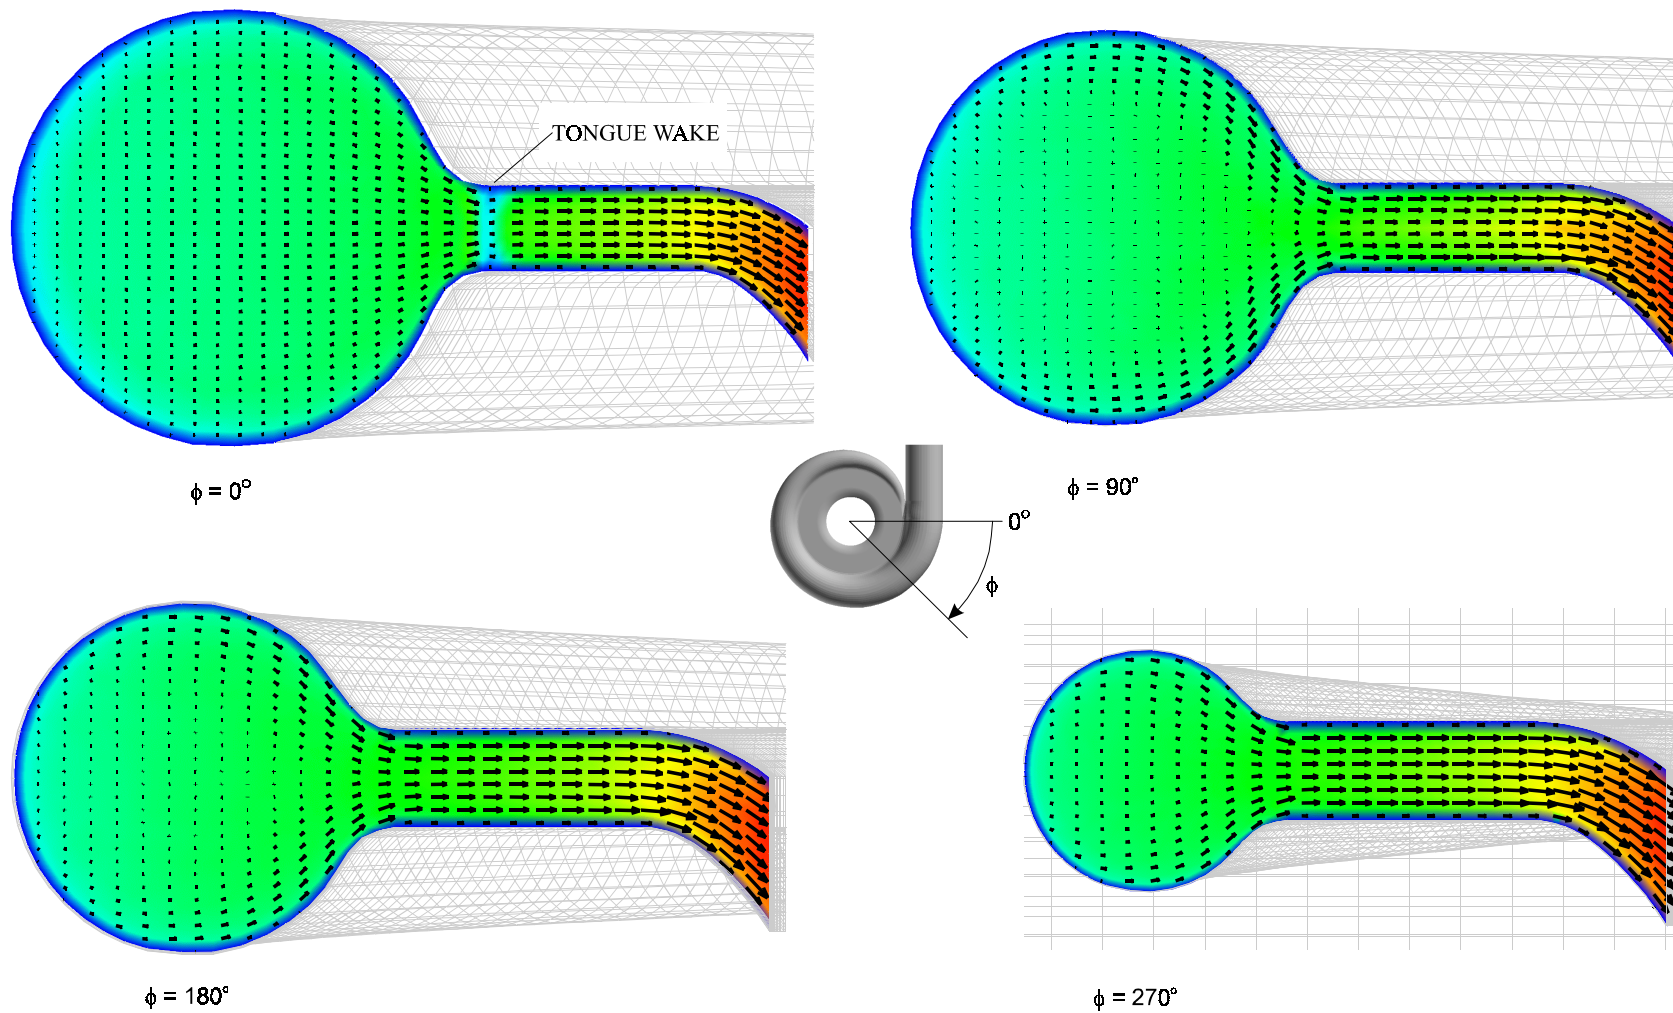 TONGUE WAKE
ϕ = 0°
ϕ = 90°
0°
ϕ
ϕ = 180°
ϕ = 270°